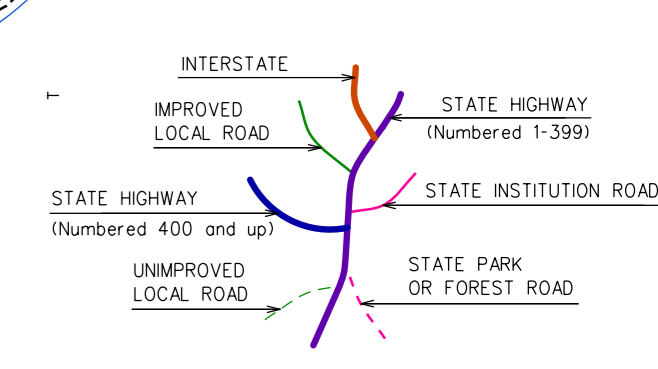 INTERSTATE
T
IMPROVED
LOCAL ROAD
STATE HIGHWAY
(Numbered 1-399)
STATE HIGHWAY
(Numbered 400 and up)
STATE INSTITUTION ROAD
UNIMPROVED
LOCAL ROAD
STATE PARK
OR FOREST ROAD